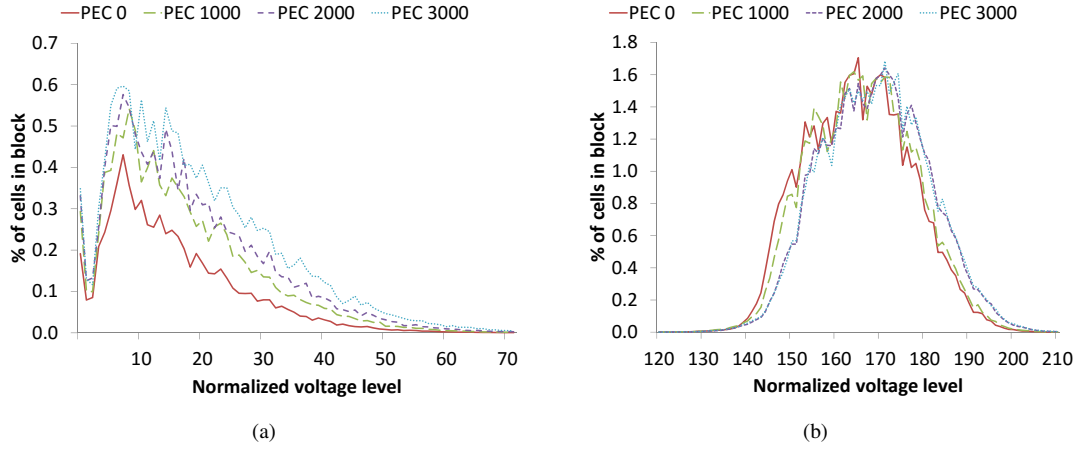 PEC 0 PEC 1000 PEC 2000 PEC 3000
% of cells in block
0.7
0.6
0.5
0.4
0.3
0.2
0.1
0.0
10 20 30 40 50 60 70
Normalized voltage level
(a)
PEC 0 PEC 1000 PEC 2000 PEC 3000
% of cells in block
1.8
1.6
1.4
1.2
1.0
0.8
0.6
0.4
0.2
0.0
120 130 140 150 160 170 180 190 200 210
Normalized voltage level
(b)